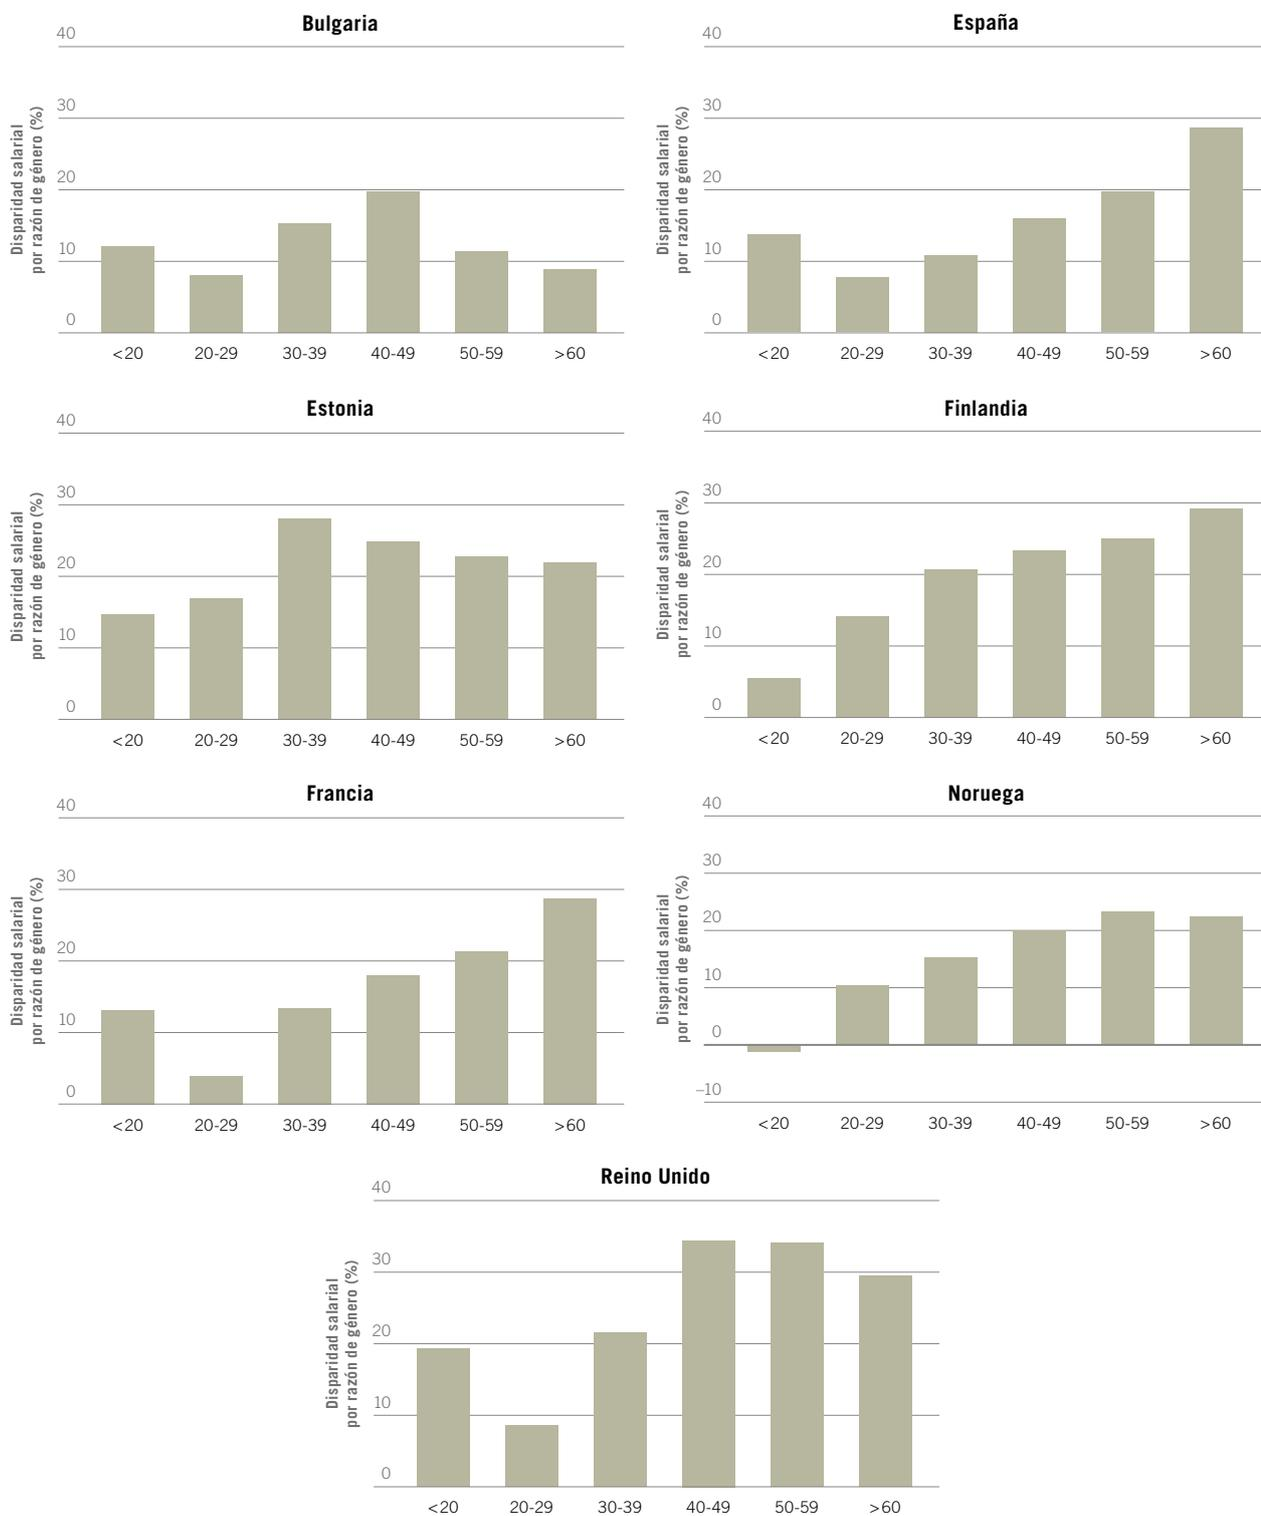 Bulgaria
Disparidad salarial
por razón de género (%)
40
30
20
10
0
<20 20-29 30-39 40-49 50-59 >60
España
Disparidad salarial
por razón de género (%)
40
30
20
10
0
<20 20-29 30-39 40-49 50-59 >60
Estonia
Disparidad salarial
por razón de género (%)
40
30
20
10
0
<20 20-29 30-39 40-49 50-59 >60
Finlandia
Disparidad salarial
por razón de género (%)
40
30
20
10
0
<20 20-29 30-39 40-49 50-59 >60
Francia
Disparidad salarial
por razón de género (%)
40
30
20
10
0
<20 20-29 30-39 40-49 50-59 >60
Noruega
Disparidad salarial
por razón de género (%)
40
30
20
10
0
–10
<20 20-29 30-39 40-49 50-59 >60
Reino Unido
Disparidad salarial
por razón de género (%)
40
30
20
10
0
<20 20-29 30-39 40-49 50-59 >60